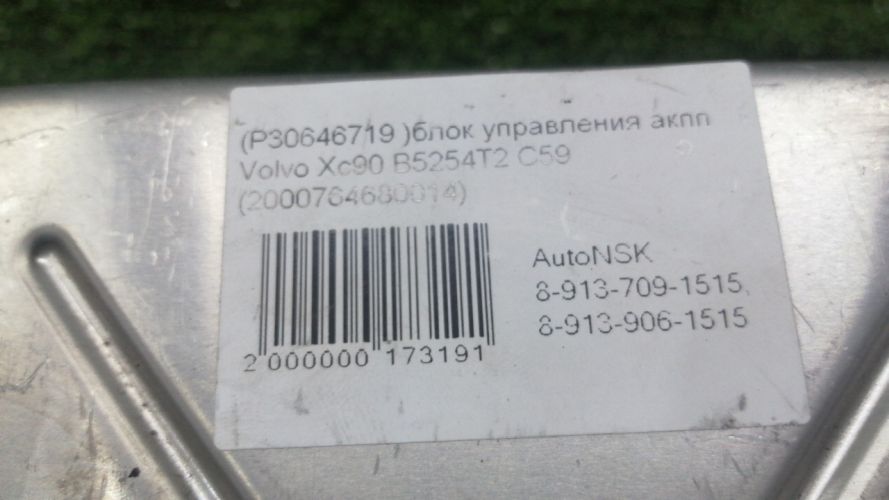 (P30646719 )блок управления акпп
Volvo Xc90 B5254T2 C59
(2000764680014)
AutoNSK
8-913-709-1515,
8-913-906-1515
2 000000 173191